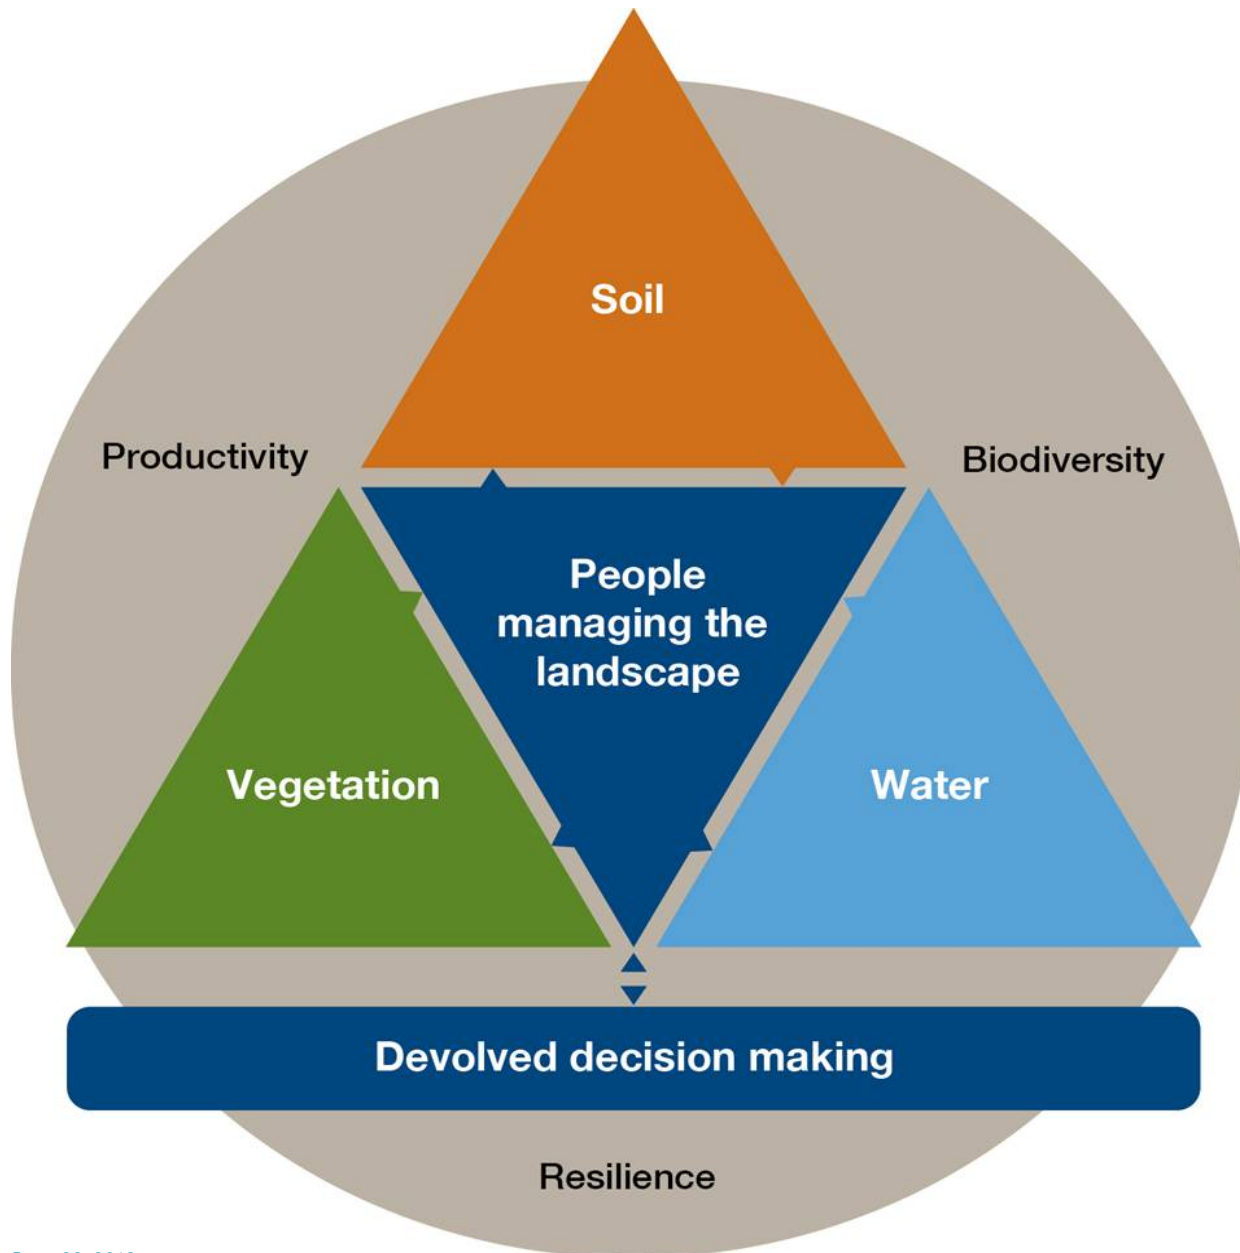 Soil
Productivity
Biodiversity
People
managing the
landscape
Vegetation
Water
Devolved decision making
Resilience